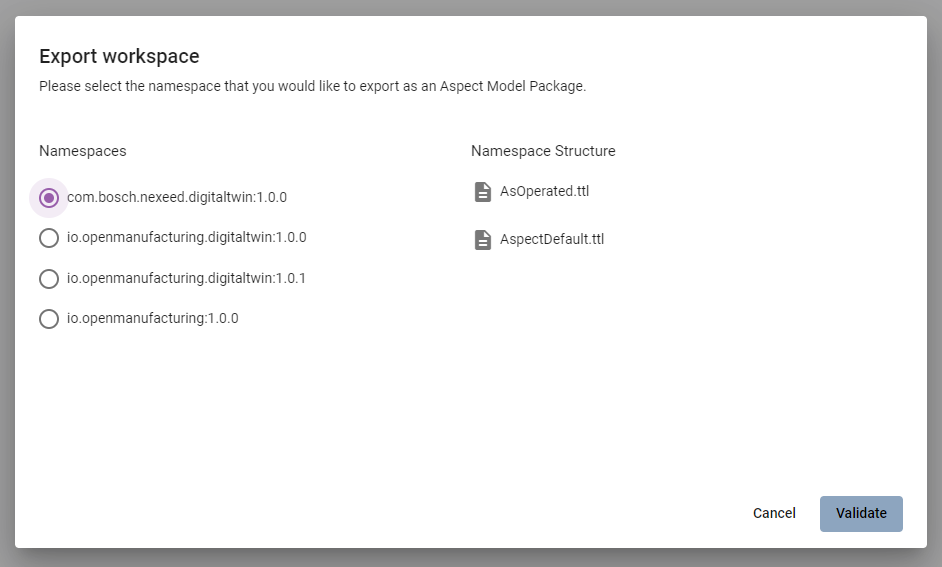 Export workspace
Please select the namespace that you would like to export as an Aspect Model Package.
Namespaces
com.bosch.nexeed.digitaltwin:1.0.0
io.openmanufacturing.digitaltwin:1.0.0
io.openmanufacturing.digitaltwin:1.0.1
io.openmanufacturing:1.0.0
Namespace Structure
AsOperated.ttl
AspectDefault.ttl
Cancel
Validate